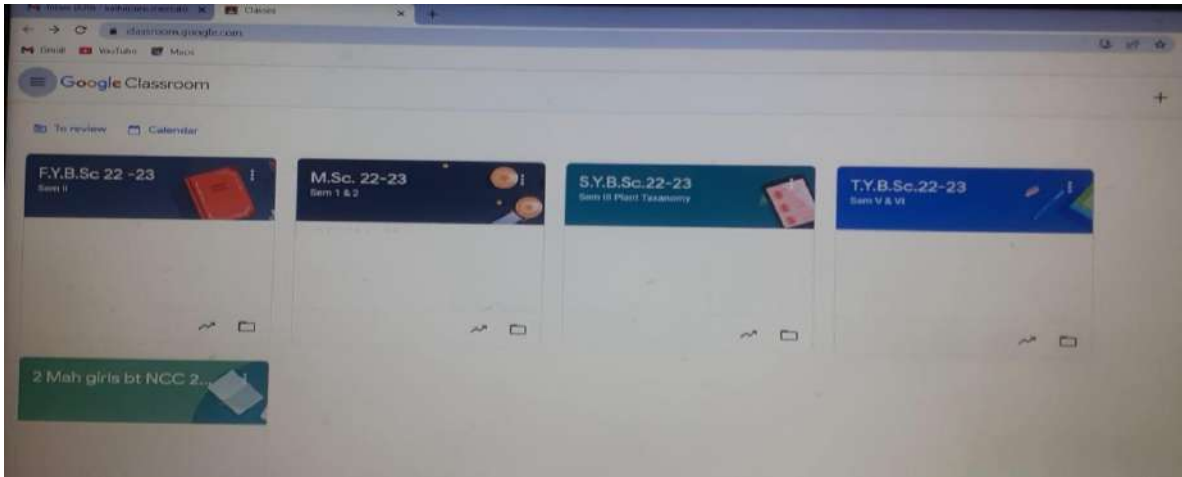 Classes
classroom.google.com
Gmail YouTube Maps
Google Classroom
To review Calendar
F.Y.B.Sc 22 -23
Sem II
M.Sc. 22-23
Sem 1 & 2
S.Y.B.Sc.22-23
Sem III Plant Taxanomy
T.Y.B.Sc.22-23
Sem V & VI
2 Mah girls bt NCC 2...